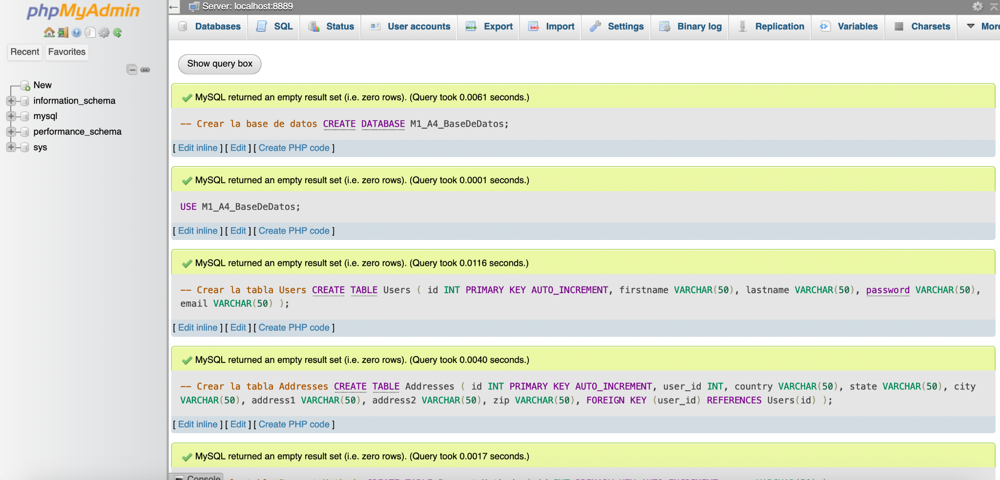 phpMyAdmin
Recent
Favorites
New
information_schema
mysql
performance_schema
sys
Server: localhost:8889
Databases
SQL
Status
User accounts
Export
Import
Settings
Binary log
Replication
Variables
Charsets
More
Show query box
MySQL returned an empty result set (i.e. zero rows). (Query took 0.0061 seconds.)
-- Crear la base de datos CREATE DATABASE M1_A4_BaseDeDatos;
[ Edit inline ] [ Edit ] [ Create PHP code ]
MySQL returned an empty result set (i.e. zero rows). (Query took 0.0001 seconds.)
USE M1_A4_BaseDeDatos;
[ Edit inline ] [ Edit ] [ Create PHP code ]
MySQL returned an empty result set (i.e. zero rows). (Query took 0.0116 seconds.)
-- Crear la tabla Users CREATE TABLE Users ( id INT PRIMARY KEY AUTO_INCREMENT, firstname VARCHAR(50), lastname VARCHAR(50), password VARCHAR(50),
email VARCHAR(50) );
[ Edit inline ] [ Edit ] [ Create PHP code ]
MySQL returned an empty result set (i.e. zero rows). (Query took 0.0040 seconds.)
-- Crear la tabla Addresses CREATE TABLE Addresses ( id INT PRIMARY KEY AUTO_INCREMENT, user_id INT, country VARCHAR(50), state VARCHAR(50), city
VARCHAR(50), address1 VARCHAR(50), address2 VARCHAR(50), zip VARCHAR(50), FOREIGN KEY (user_id) REFERENCES Users(id) );
[ Edit inline ] [ Edit ] [ Create PHP code ]
MySQL returned an empty result set (i.e. zero rows). (Query took 0.0017 seconds.)
Console